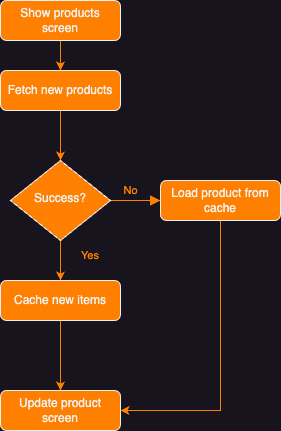 Show products
screen
Fetch new products
Success?
No
Load product from
cache
Yes
Cache new items
Update product
screen